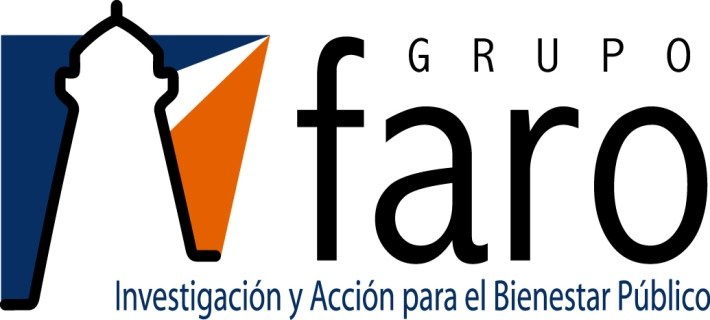 GRUPO
faro
Investigación y Acción para el Bienestar Público